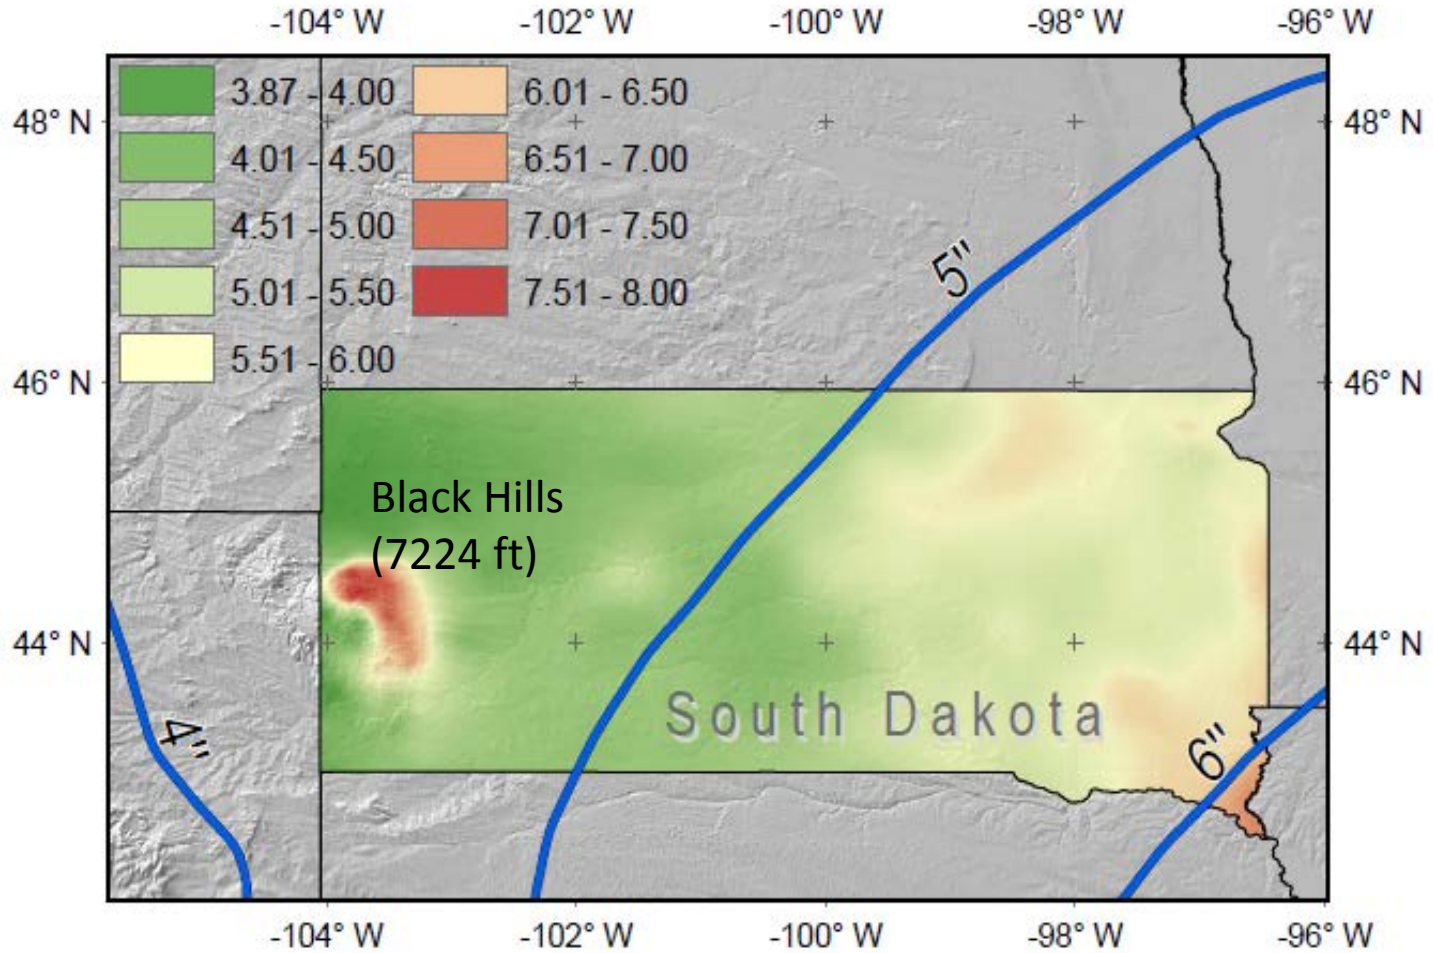 -104° W -102° W -100° W -98° W -96° W
3.87 - 4.00 6.01 - 6.50
48° N 48° N
4.01 - 4.50 6.51 - 7.00
4.51 - 5.00 7.01 - 7.50
5"
5.01 - 5.50 7.51 - 8.00
5.51 - 6.00
46° N 46° N
Black Hills
(7224 ft)
44° N 44° N
South Dakota
4"
6"
-104° W -102° W -100° W -98° W -96° W